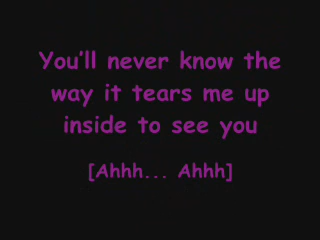 You'll never know the
way it tears me up
inside to see you
[Ahhh... Ahhh]